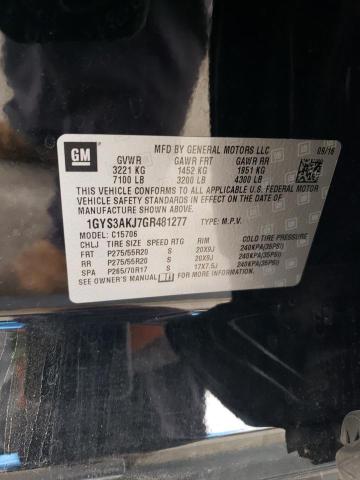 GM
MFD BY GENERAL MOTORS LLC 09/16
GVWR GAWR FRT GAWR RR
3221 KG 1452 KG 1951 KG
7100 LB 3200 LB 4300 LB
THIS VEHICLE CONFORMS TO ALL APPLICABLE U.S. FEDERAL MOTOR
VEHICLE SAFETY STANDARDS IN EFFECT ON THE DATE OF
MANUFACTURE SHOWN ABOVE.
1GYS3AKJ7GR481277 TYPE: M.P.V.
MODEL: C15706
CHLJ TIRE SIZE SPEED RTG RIM COLD TIRE PRESSURE
FRT P275/55R20 S 20X9J 240KPA(35PSI)
RR P275/55R20 S 20X9J 240KPA(35PSI)
SPA P265/70R17 S 17X7.5J 240KPA(35PSI)
SEE OWNER'S MANUAL